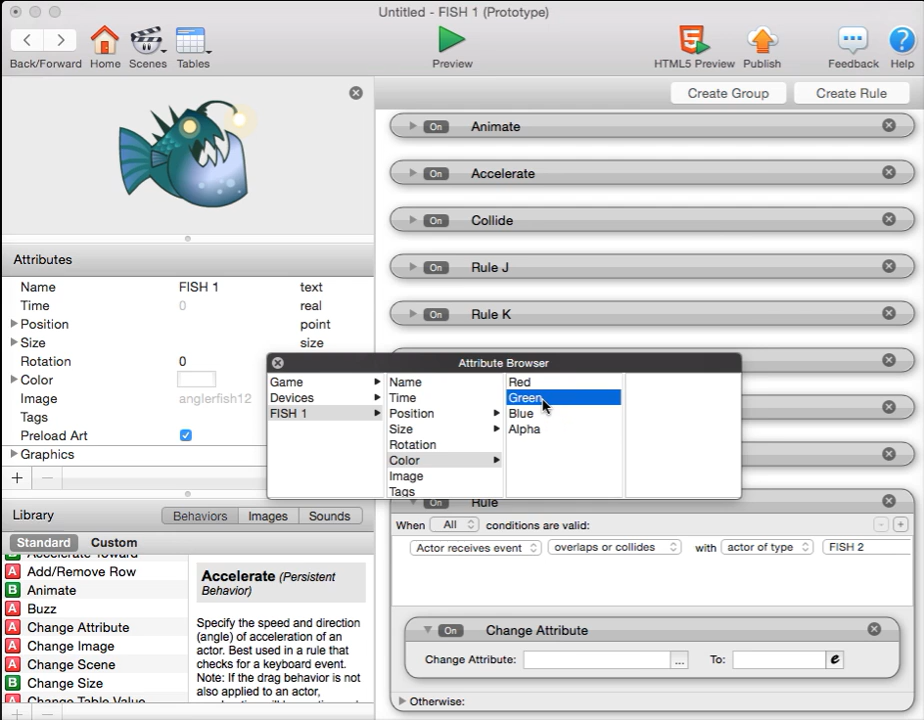 Untitled - FISH 1 (Prototype)
Back/Forward Home Scenes Tables Preview HTML5 Preview Publish Feedback Help
Create Group Create Rule
On Animate
On Accelerate
On Collide
On Rule J
On Rule K
Attributes
Name FISH 1 text
Time 0 real
Position point
Size size
Rotation 0
Color
Image anglerfish12
Tags
Preload Art
Graphics
+ -
Attribute Browser
Game
Devices
FISH 1
Name
Time
Position
Size
Rotation
Color
Image
Tags
Red
Green
Blue
Alpha
Library Behaviors Images Sounds
Standard Custom
Accelerate Toward
Add/Remove Row
Animate
Buzz
Change Attribute
Change Image
Change Scene
Change Size
Change Table Value
A
A
B
A
A
A
A
B
A
Accelerate (Persistent
Behavior)
Specify the speed and direction
(angle) of acceleration of an
actor. Best used in a rule that
checks for a keyboard event.
Note: If the drag behavior is not
also applied to an actor,
On Rule
When All conditions are valid: - +
Actor receives event overlaps or collides with actor of type FISH 2
On Change Attribute
Change Attribute: ... To: e
Otherwise: